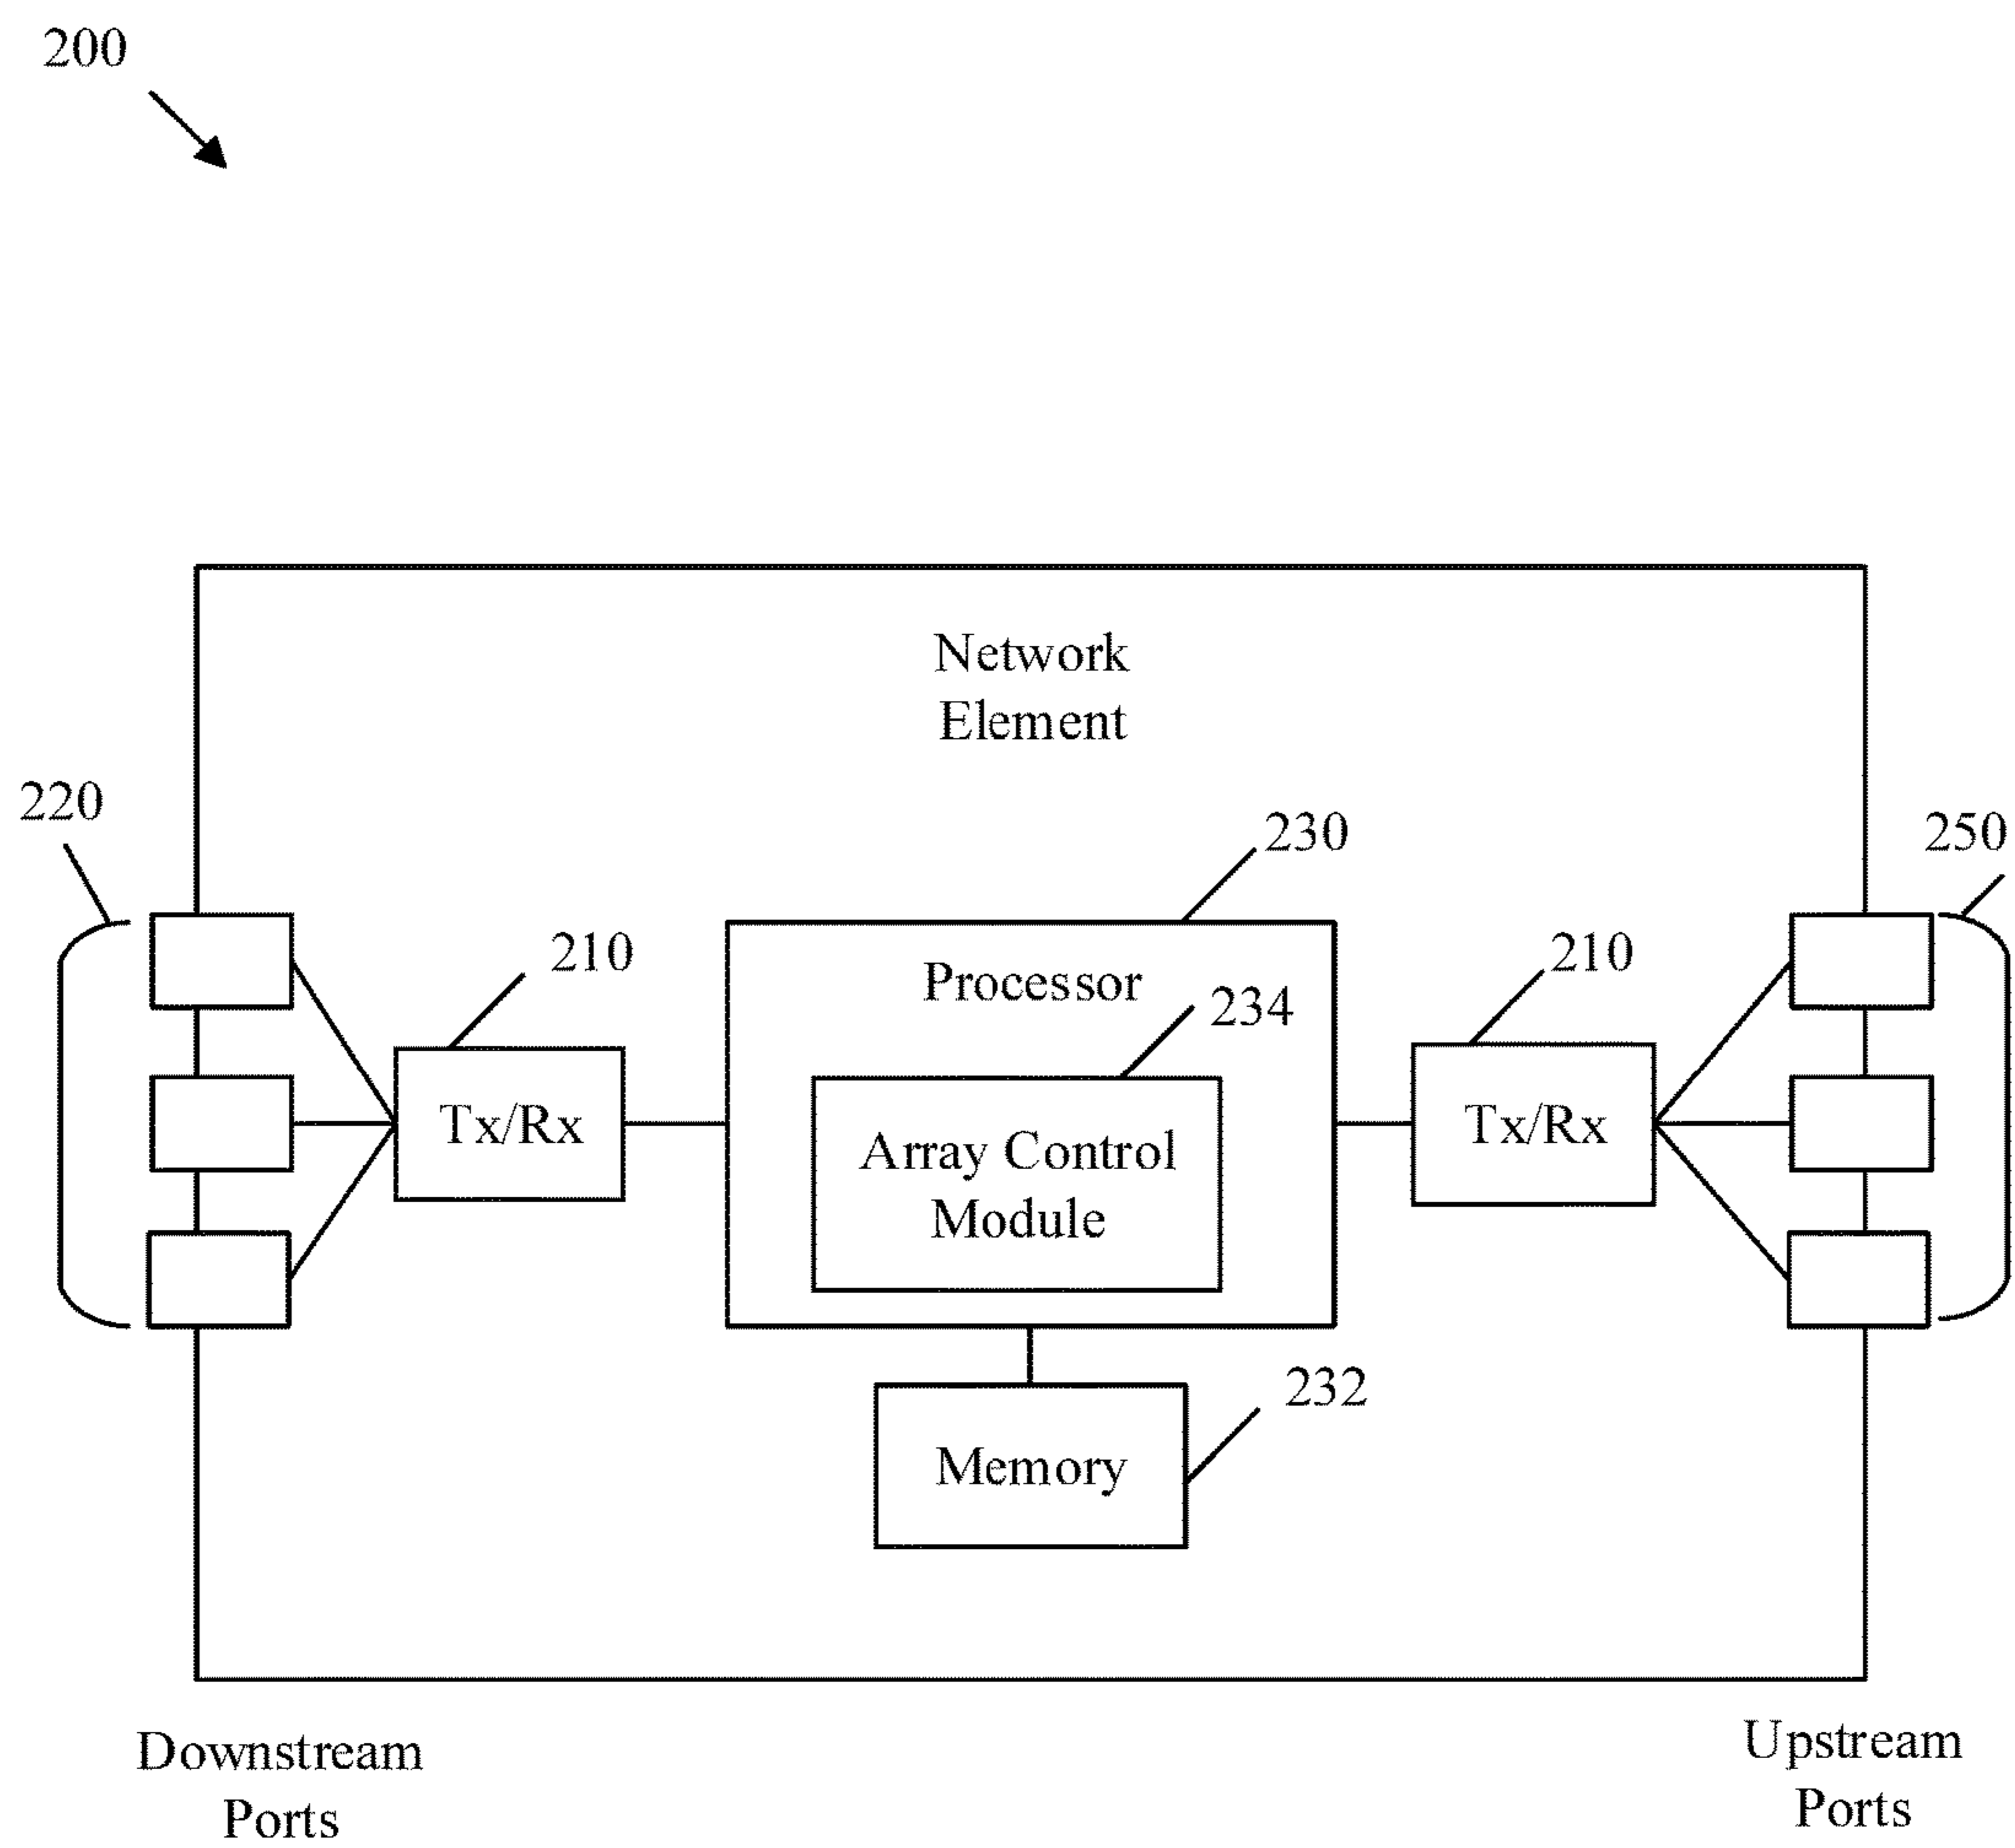 200
Network
Element
220
230
250
210
Processor
210
234
Tx/Rx
Array Control
Module
Tx/Rx
232
Memory
Downstream
Ports
Upstream
Ports